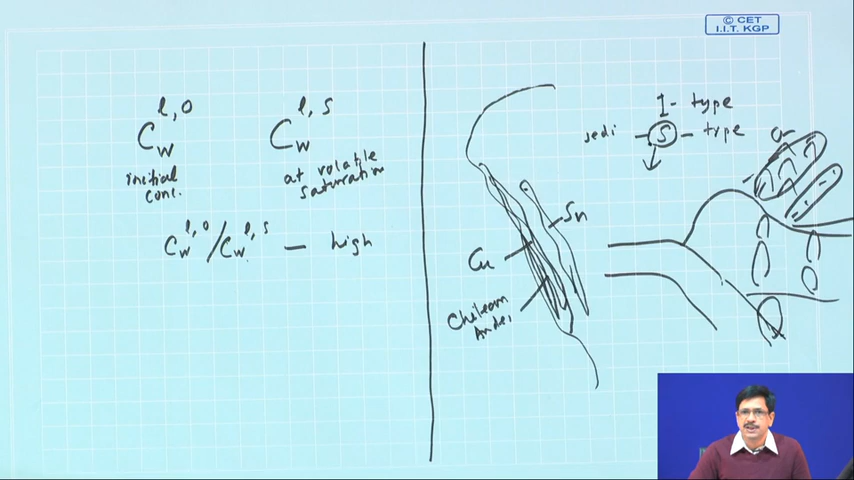 © CET
I.I.T. KGP
C_W^{l,0}
C_W^{l,S}
initial
conc.
at volatile
saturation
C_W^{l,0}/C_W^{l,S} — high
I - type
sedi - S - type
Sn
Cu
Chilean
Andes